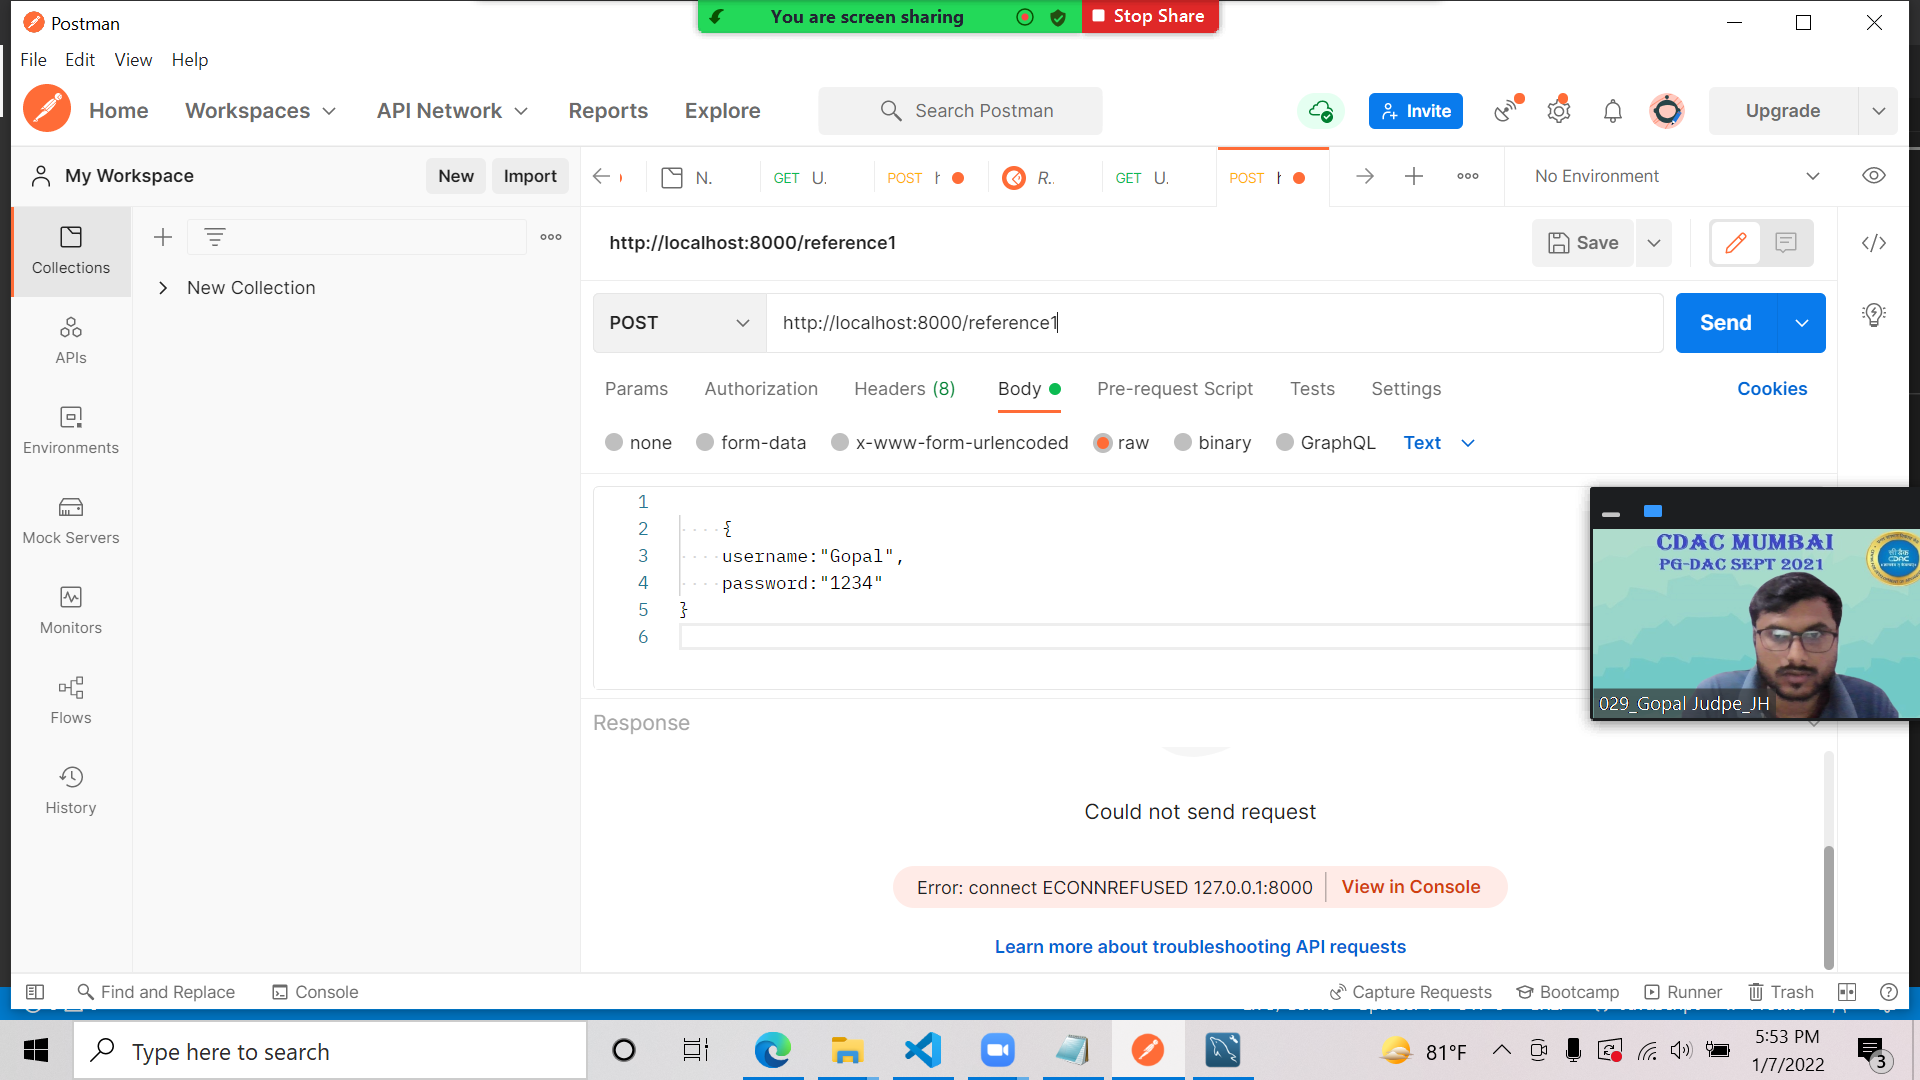 Postman
You are screen sharing
Stop Share
File Edit View Help
Home Workspaces API Network Reports Explore
Search Postman
Invite
Upgrade
My Workspace
New Import
N.
GET U.
POST
R..
GET U.
POST
No Environment
Collections
New Collection
APIs
Environments
Mock Servers
Monitors
Flows
History
http://localhost:8000/reference1
Save
POST
http://localhost:8000/reference1
Send
Params Authorization Headers (8) Body Pre-request Script Tests Settings Cookies
none form-data x-www-form-urlencoded raw binary GraphQL Text
1
2 {
3 username:"Gopal",
4 password:"1234"
5 }
6
CDAC MUMBAI
PG-DAC SEPT 2021
029_Gopal Judpe_JH
Response
Could not send request
Error: connect ECONNREFUSED 127.0.0.1:8000 View in Console
Learn more about troubleshooting API requests
Find and Replace Console
Capture Requests Bootcamp Runner Trash
Type here to search
81°F
5:53 PM
1/7/2022
3